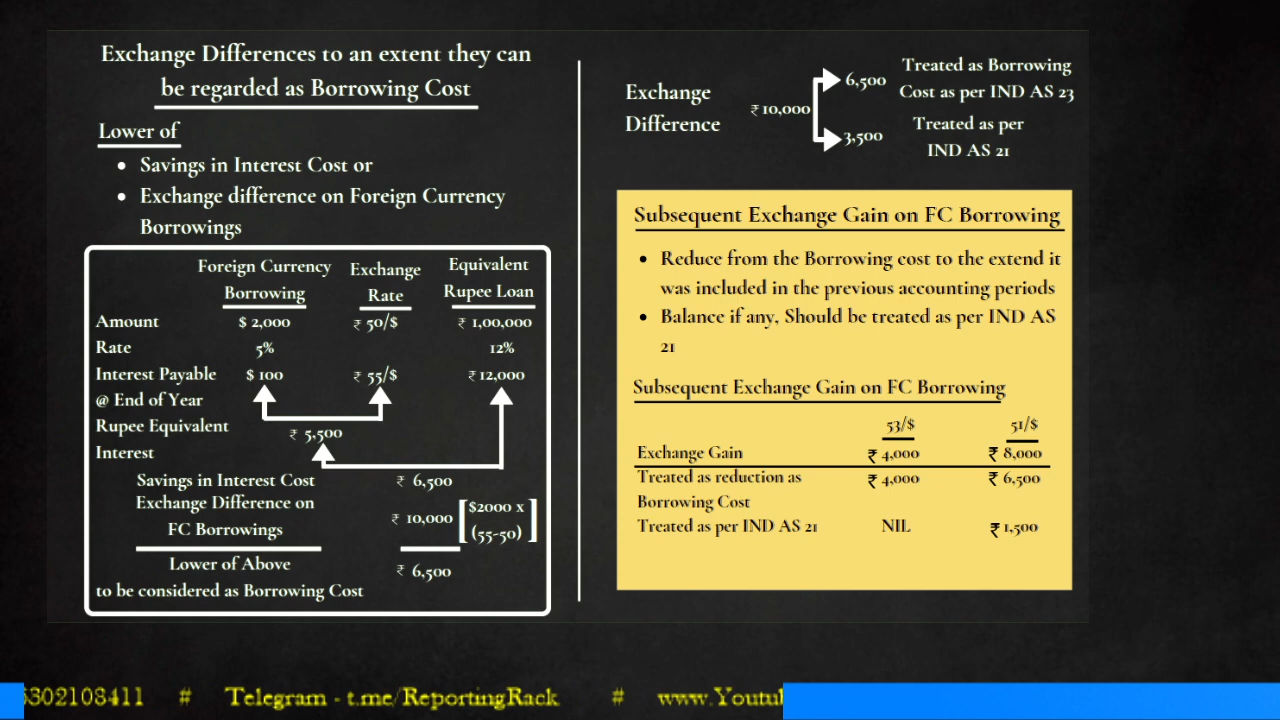 Exchange Differences to an extent they can
be regarded as Borrowing Cost
Lower of
• Savings in Interest Cost or
• Exchange difference on Foreign Currency
Borrowings
Foreign Currency Borrowing Exchange Rate Equivalent Rupee Loan
Amount $ 2,000 ₹ 50/$ ₹ 1,00,000
Rate 5% 12%
Interest Payable $ 100 ₹ 55/$ ₹ 12,000
@ End of Year
Rupee Equivalent ₹ 5,500
Interest
Savings in Interest Cost ₹ 6,500
Exchange Difference on
FC Borrowings ₹ 10,000 [$2000 x (55-50)]
Lower of Above ₹ 6,500
to be considered as Borrowing Cost
Exchange
Difference
₹ 10,000
6,500 Treated as Borrowing
Cost as per IND AS 23
3,500 Treated as per
IND AS 21
Subsequent Exchange Gain on FC Borrowing
• Reduce from the Borrowing cost to the extend it
was included in the previous accounting periods
• Balance if any, Should be treated as per IND AS
21
Subsequent Exchange Gain on FC Borrowing
53/$ 51/$
Exchange Gain ₹ 4,000 ₹ 8,000
Treated as reduction as ₹ 4,000 ₹ 6,500
Borrowing Cost
Treated as per IND AS 21 NIL ₹ 1,500
6302108411 # Telegram - t.me/ReportingRack # www.Youtu